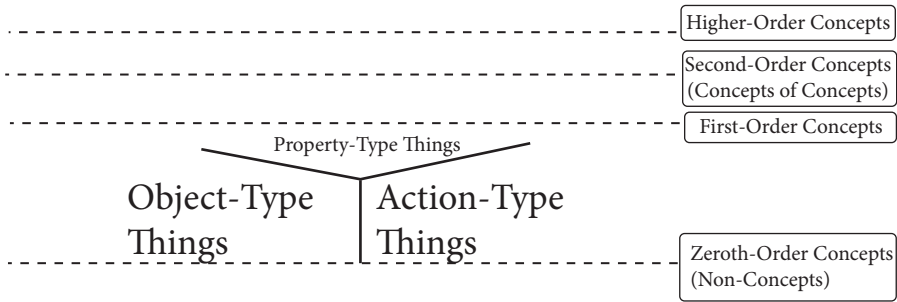 Higher-Order Concepts
Second-Order Concepts
(Concepts of Concepts)
First-Order Concepts
Property-Type Things
Object-Type
Things
Action-Type
Things
Zeroth-Order Concepts
(Non-Concepts)